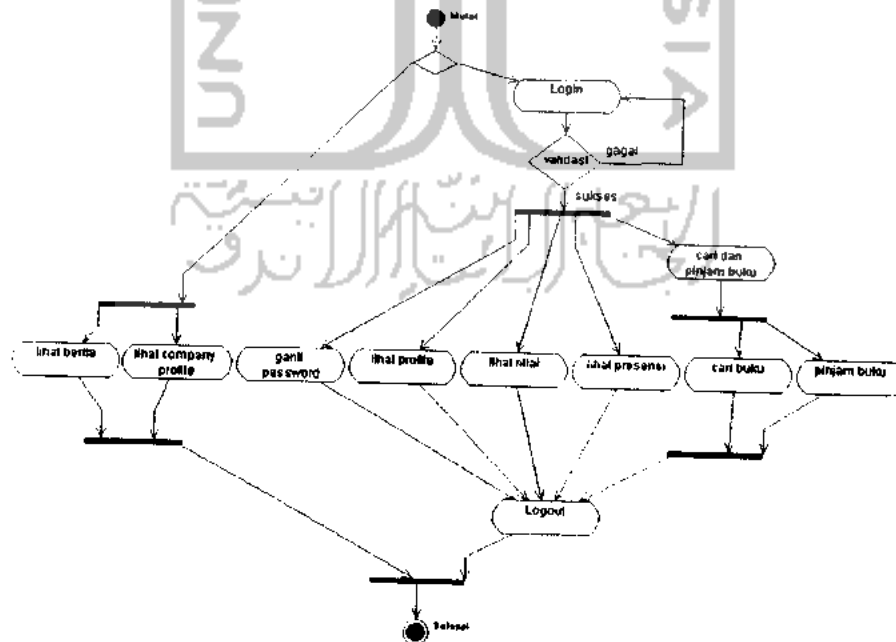 Mulai
Login
validasi
gagal
sukses
cari dan
pinjam buku
lihat berita
lihat company
profile
ganti
password
lihat profile
lihat nilai
lihat presensi
cari buku
pinjam buku
Logout
Selesai